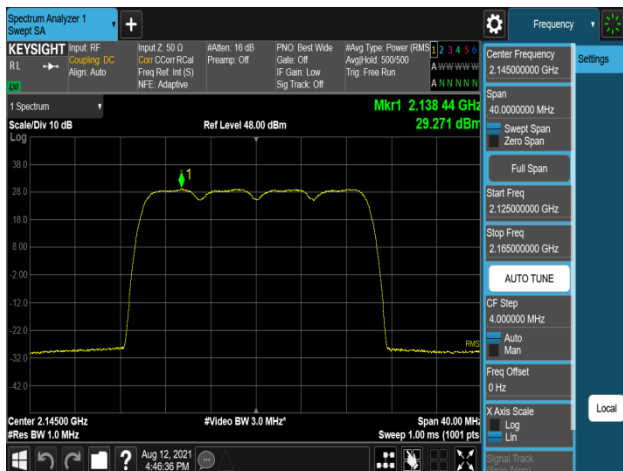 Spectrum Analyzer 1
Swept SA
+
Frequency
KEYSIGHT
RL
Input: RF
Coupling: DC
Align: Auto
Input Z: 50 Ω
Corr CCorr RCal
Freq Ref: Int (S)
NFE: Adaptive
#Atten: 16 dB
Preamp: Off
PNO: Best Wide
Gate: Off
IF Gain: Low
Sig Track: Off
#Avg Type: Power (RMS
Avg|Hold: 500/500
Trig: Free Run
1 2 3 4 5 6
A W W W W W
A N N N N N
1 Spectrum
Scale/Div 10 dB
Ref Level 48.00 dBm
Mkr1 2.138 44 GHz
29.271 dBm
Log
38.0
28.0
18.0
8.00
-2.00
-12.0
-22.0
-32.0
-42.0
1
RMS
Center 2.14500 GHz
#Res BW 1.0 MHz
#Video BW 3.0 MHz*
Span 40.00 MHz
Sweep 1.00 ms (1001 pts)
?
Aug 12, 2021
4:46:36 PM
Center Frequency
2.145000000 GHz
Span
40.0000000 MHz
Swept Span
Zero Span
Full Span
Start Freq
2.125000000 GHz
Stop Freq
2.165000000 GHz
AUTO TUNE
CF Step
4.000000 MHz
Auto
Man
Freq Offset
0 Hz
X Axis Scale
Log
Lin
Signal Track
Settings
Local